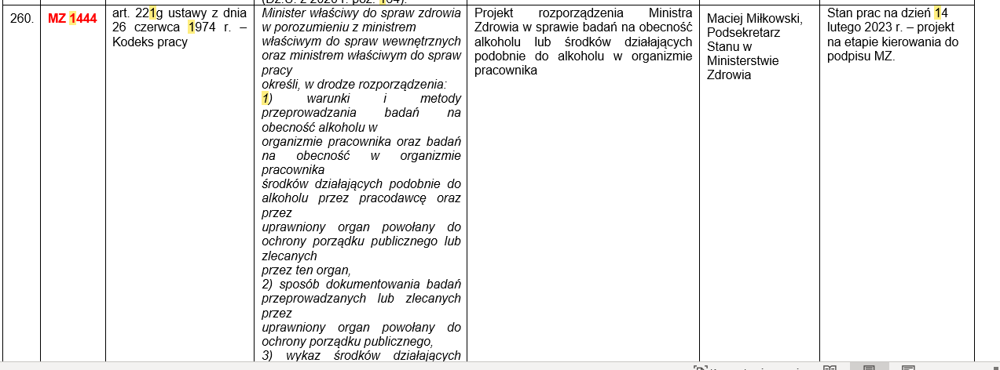 (Dz.U. z 2020 r. poz. 164).
260.
MZ 1444
art. 221g ustawy z dnia
26 czerwca 1974 r. –
Kodeks pracy
Minister właściwy do spraw zdrowia
w porozumieniu z ministrem
właściwym do spraw wewnętrznych
oraz ministrem właściwym do spraw
pracy
określi, w drodze rozporządzenia:
1) warunki i metody
przeprowadzania badań na
obecność alkoholu w
organizmie pracownika oraz badań
na obecność w organizmie
pracownika
środków działających podobnie do
alkoholu przez pracodawcę oraz
przez
uprawniony organ powołany do
ochrony porządku publicznego lub
zlecanych
przez ten organ,
2) sposób dokumentowania badań
przeprowadzanych lub zlecanych
przez
uprawniony organ powołany do
ochrony porządku publicznego,
3) wykaz środków działających
Projekt rozporządzenia Ministra
Zdrowia w sprawie badań na obecność
alkoholu lub środków działających
podobnie do alkoholu w organizmie
pracownika
Maciej Miłkowski,
Podsekretarz
Stanu w
Ministerstwie
Zdrowia
Stan prac na dzień 14
lutego 2023 r. – projekt
na etapie kierowania do
podpisu MZ.